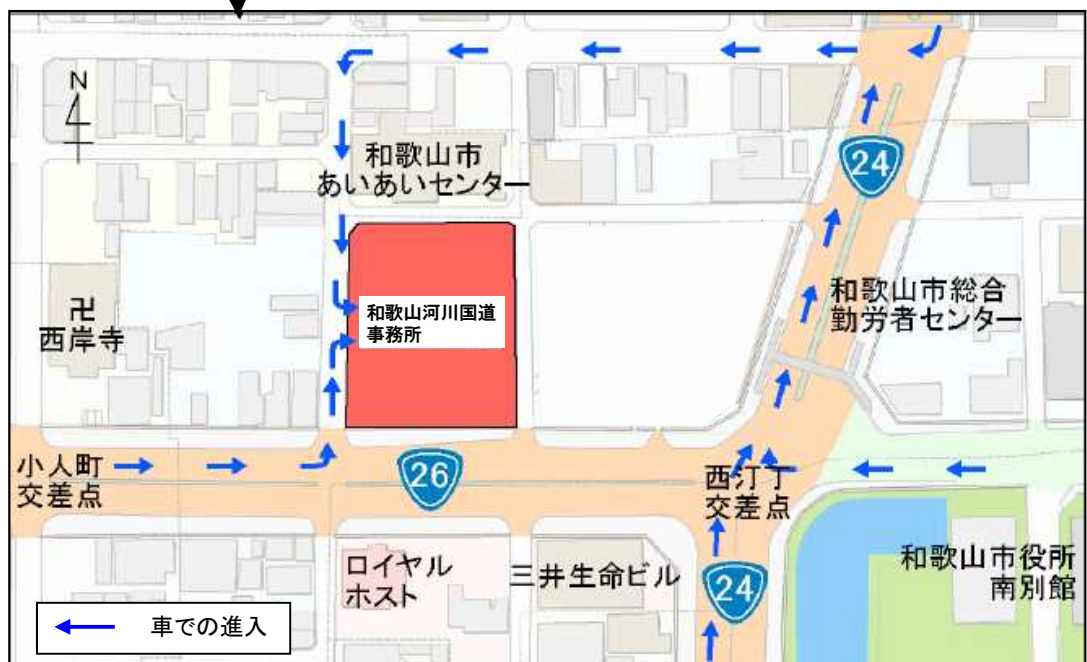 N
24
和歌山市
あいあいセンター
和歌山河川国道
事務所
和歌山市総合
勤労者センター
卍
西岸寺
小人町
交差点
26
西汀丁
交差点
ロイヤル
ホスト
三井生命ビル
24
和歌山市役所
南別館
車での進入